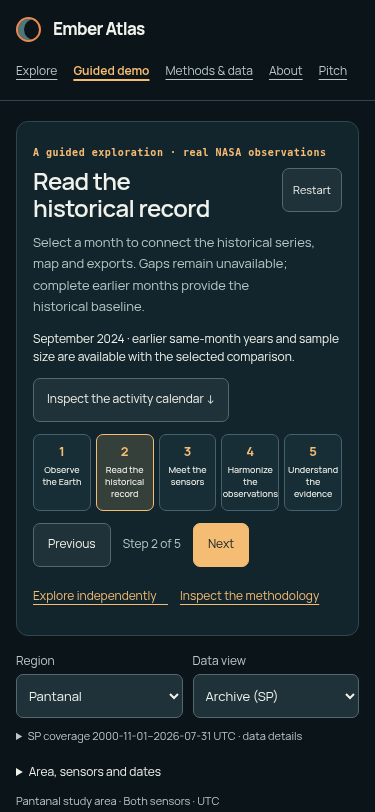 Ember Atlas
Explore Guided demo Methods & data About Pitch
A guided exploration · real NASA observations
Read the
historical record
Restart
Select a month to connect the historical series,
map and exports. Gaps remain unavailable;
complete earlier months provide the
historical baseline.
September 2024 · earlier same-month years and sample
size are available with the selected comparison.
Inspect the activity calendar ↓
1
Observe
the Earth
2
Read the
historical
record
3
Meet the
sensors
4
Harmonize
the
observations
5
Understand
the
evidence
Previous Step 2 of 5 Next
Explore independently Inspect the methodology
Region Data view
Pantanal Archive (SP)
SP coverage 2000-11-01–2026-07-31 UTC · data details
Area, sensors and dates
Pantanal study area · Both sensors · UTC